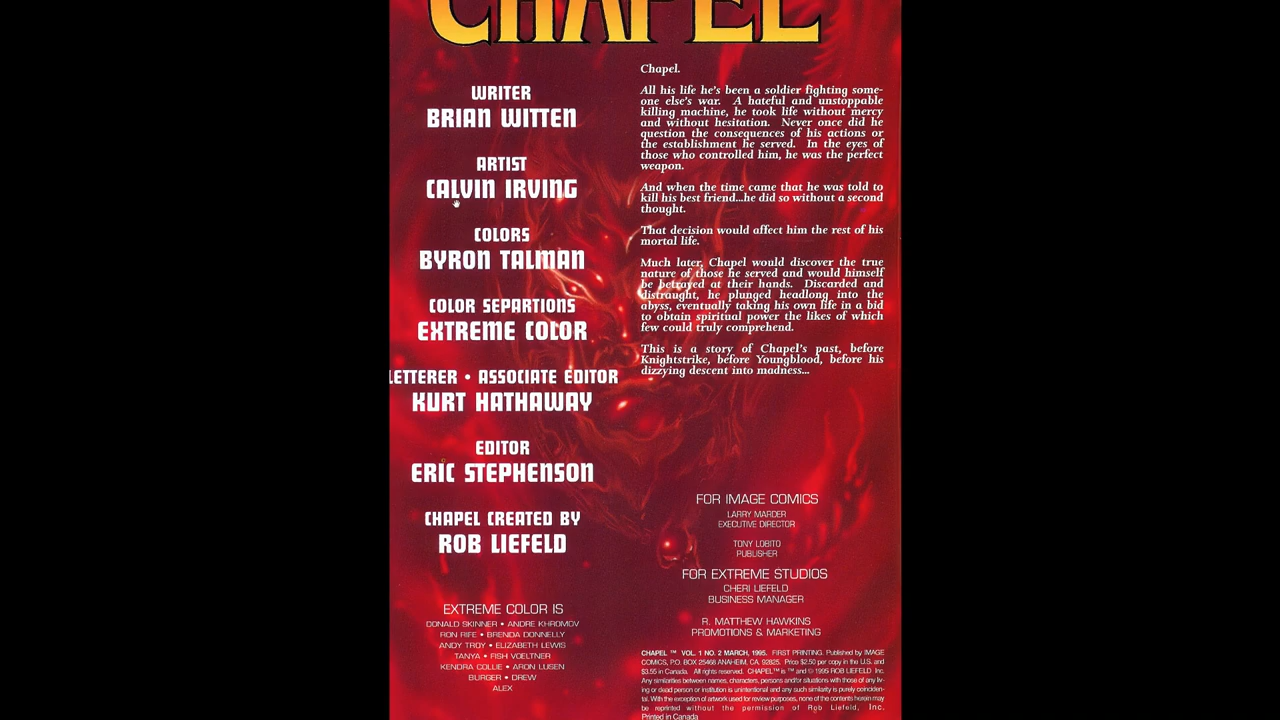 CHAPEL
WRITER
BRIAN WITTEN
ARTIST
CALVIN IRVING
COLORS
BYRON TALMAN
COLOR SEPARTIONS
EXTREME COLOR
LETTERER • ASSOCIATE EDITOR
KURT HATHAWAY
EDITOR
ERIC STEPHENSON
CHAPEL CREATED BY
ROB LIEFELD
EXTREME COLOR IS
DONALD SKINNER • ANDRE KHROMOV
RON RIFE • BRENDA DONNELLY
ANDY TROY • ELIZABETH LEWIS
TANYA • FISH VOELTNER
KENDRA COLLIE • ARON LUSEN
BURGER • DREW
ALEX
Chapel.
All his life he's been a soldier fighting some-
one else's war. A hateful and unstoppable
killing machine, he took life without mercy
and without hesitation. Never once did he
question the consequences of his actions or
the establishment he served. In the eyes of
those who controlled him, he was the perfect
weapon.
And when the time came that he was told to
kill his best friend...he did so without a second
thought.
That decision would affect him the rest of his
mortal life.
Much later, Chapel would discover the true
nature of those he served and would himself
be betrayed at their hands. Discarded and
distraught, he plunged headlong into the
abyss, eventually taking his own life in a bid
to obtain spiritual power the likes of which
few could truly comprehend.
This is a story of Chapel's past, before
Knightstrike, before Youngblood, before his
dizzying descent into madness...
FOR IMAGE COMICS
LARRY MARDER
EXECUTIVE DIRECTOR
TONY LOBITO
PUBLISHER
FOR EXTREME STUDIOS
CHERI LIEFELD
BUSINESS MANAGER
R. MATTHEW HAWKINS
PROMOTIONS & MARKETING
CHAPEL ™ VOL. 1 NO. 2 MARCH, 1995. FIRST PRINTING. Published by IMAGE
COMICS, P.O. BOX 25468 ANAHEIM, CA. 92825. Price $2.50 per copy in the U.S. and
$3.55 in Canada. All rights reserved. CHAPEL™ is ™ and © 1995 ROB LIEFELD Inc.
Any similarities between names, characters, persons and/or situations with those of any liv-
ing or dead person or institution is unintentional and any such similarity is purely coinciden-
tal. With the exception of artwork used for review purposes, none of the contents herein may
be reprinted without the permission of Rob Liefeld, Inc.
Printed in Canada